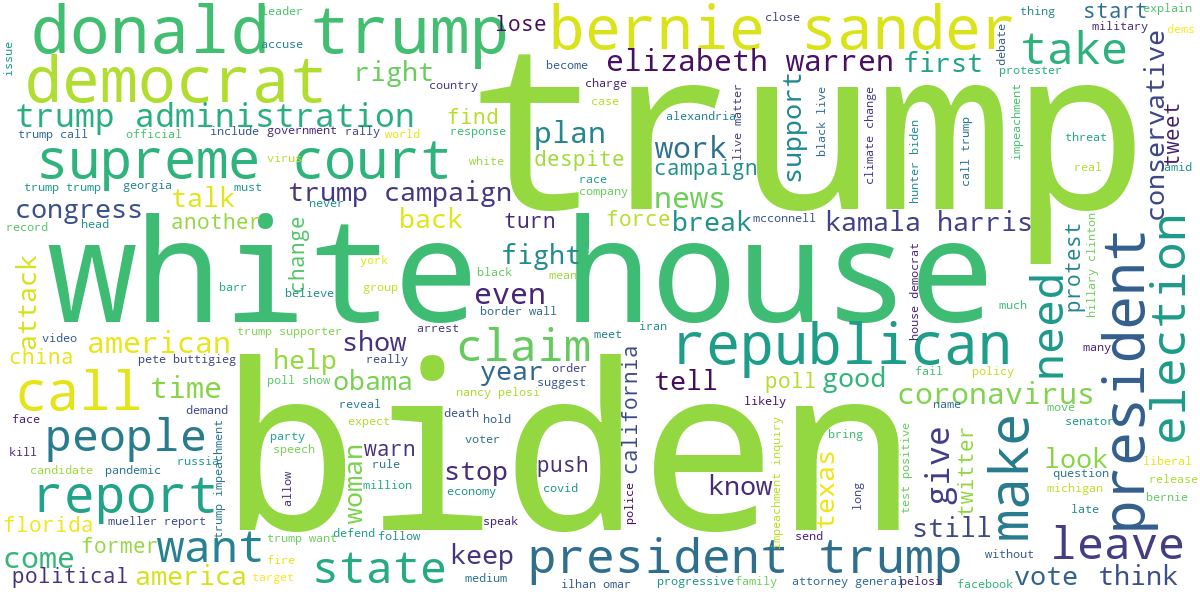 donald trump
leader
accuse
issue
lose
bernie sander
close
thing
start
explain
military
dems
democrat
right
become
elizabeth warren
first
debate
take
protester
country
charge
case
trump administration
find
response
plan
despite
work
campaign
support
alexandria
live matter
black live
climate change
hunter biden
call trump
impeachment
threat
real
conservative
tweet
amid
trump
trump call
official
include
government
rally
world
supreme court
virus
white
race
company
trump trump
georgia
must
talk
trump campaign
never
news
congress
another
back
turn
force
break
mcconnell
kamala harris
record
head
white house
change
fight
york
group
black
mean
even
barr
believe
border wall
house democrat
much
need
protest
hillary clinton
president
election
attack
video
china
american
pete buttigieg
trump supporter
show
arrest
really
claim
meet
iran
republican
many
fail
policy
call
time
help
poll show
obama
year
order
suggest
nancy pelosi
california
tell
poll
good
likely
coronavirus
name
move
senator
biden
reveal
expect
death
hold
voter
demand
face
kill
people
party
speech
woman
warn
rule
stop
push
economy
covid
million
police
bring
know
impeachment inquiry
texas
long
test positive
give
twitter
make
look
question
liberal
release
michigan
bernie
late
candidate
pandemic
russia
trump impeachment
allow
report
florida
mueller report
former
want
defend
follow
trump want
speak
send
still
leave
come
political
america
fire
target
state
keep
medium
president trump
ilhan omar
progressive
family
attorney general
pelosi
facebook
without
vote
think